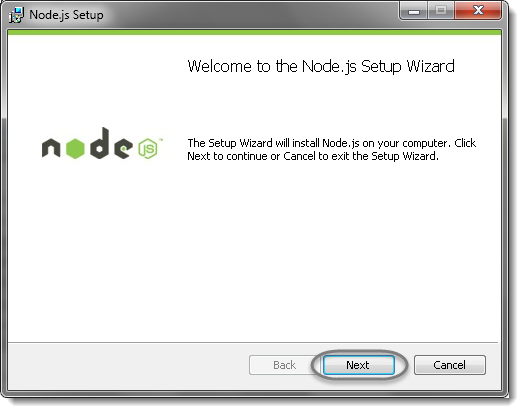 Node.js Setup
Welcome to the Node.js Setup Wizard
node JS ™
The Setup Wizard will install Node.js on your computer. Click
Next to continue or Cancel to exit the Setup Wizard.
Back Next Cancel